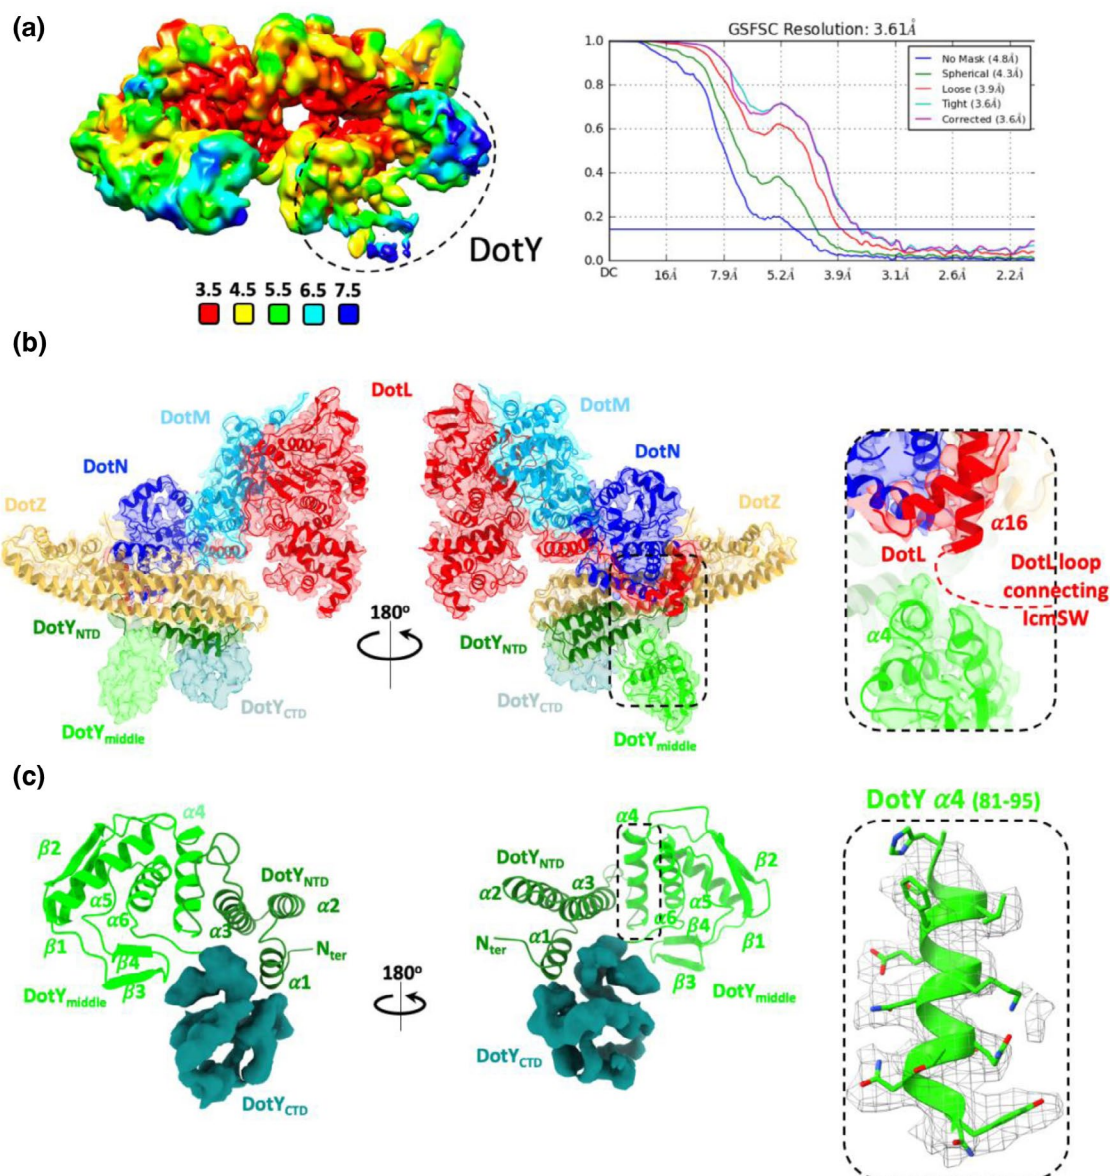 (a)
DotY
3.5 4.5 5.5 6.5 7.5
GSFSC Resolution: 3.61Å
No Mask (4.8Å)
Spherical (4.3Å)
Loose (3.9Å)
Tight (3.6Å)
Corrected (3.6Å)
1.0
0.8
0.6
0.4
0.2
0.0
DC 16Å 7.9Å 5.2Å 3.9Å 3.1Å 2.6Å 2.2Å
(b)
DotL
DotM
DotN
DotZ
DotYNTD
DotYCTD
DotYmiddle
180°
DotM
DotN
DotZ
DotYNTD
DotYCTD
DotYmiddle
α16
DotL
DotL loop
connecting
IcmSW
α4
(c)
α4
β2
DotYNTD
α5
α6
α3
α2
β1
β4
Nter
β3
α1
DotYmiddle
DotYCTD
180°
α4
DotYNTD
β2
α2
α3
α5
α6
β4
α1
β1
Nter
β3
DotYmiddle
DotYCTD
DotY α4 (81-95)